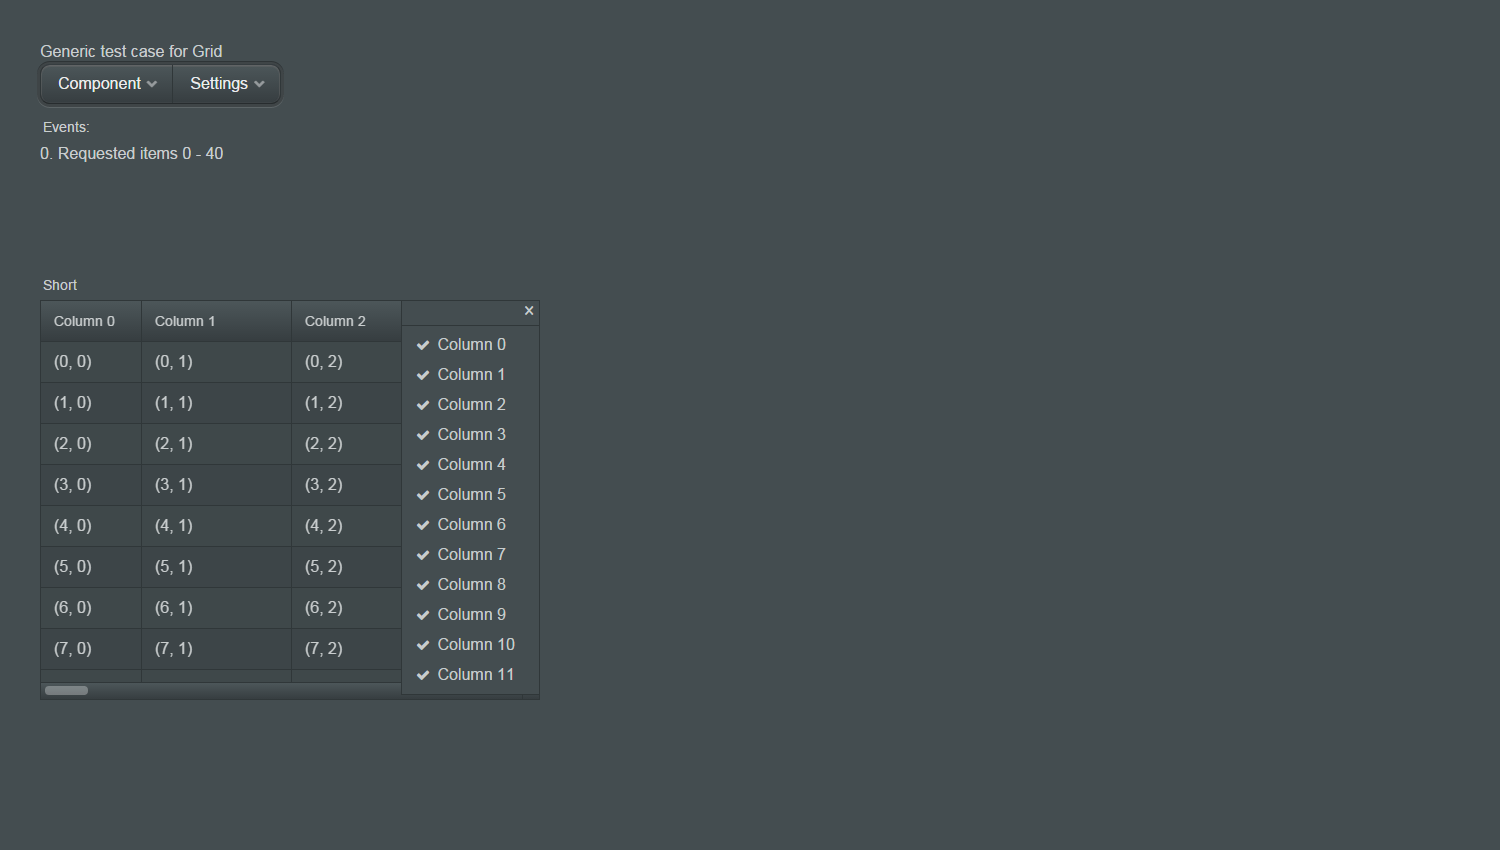 Generic test case for Grid
Component Settings
Events:
0. Requested items 0 - 40
Short
Column 0 Column 1 Column 2
(0, 0) (0, 1) (0, 2)
(1, 0) (1, 1) (1, 2)
(2, 0) (2, 1) (2, 2)
(3, 0) (3, 1) (3, 2)
(4, 0) (4, 1) (4, 2)
(5, 0) (5, 1) (5, 2)
(6, 0) (6, 1) (6, 2)
(7, 0) (7, 1) (7, 2)
Column 0
Column 1
Column 2
Column 3
Column 4
Column 5
Column 6
Column 7
Column 8
Column 9
Column 10
Column 11